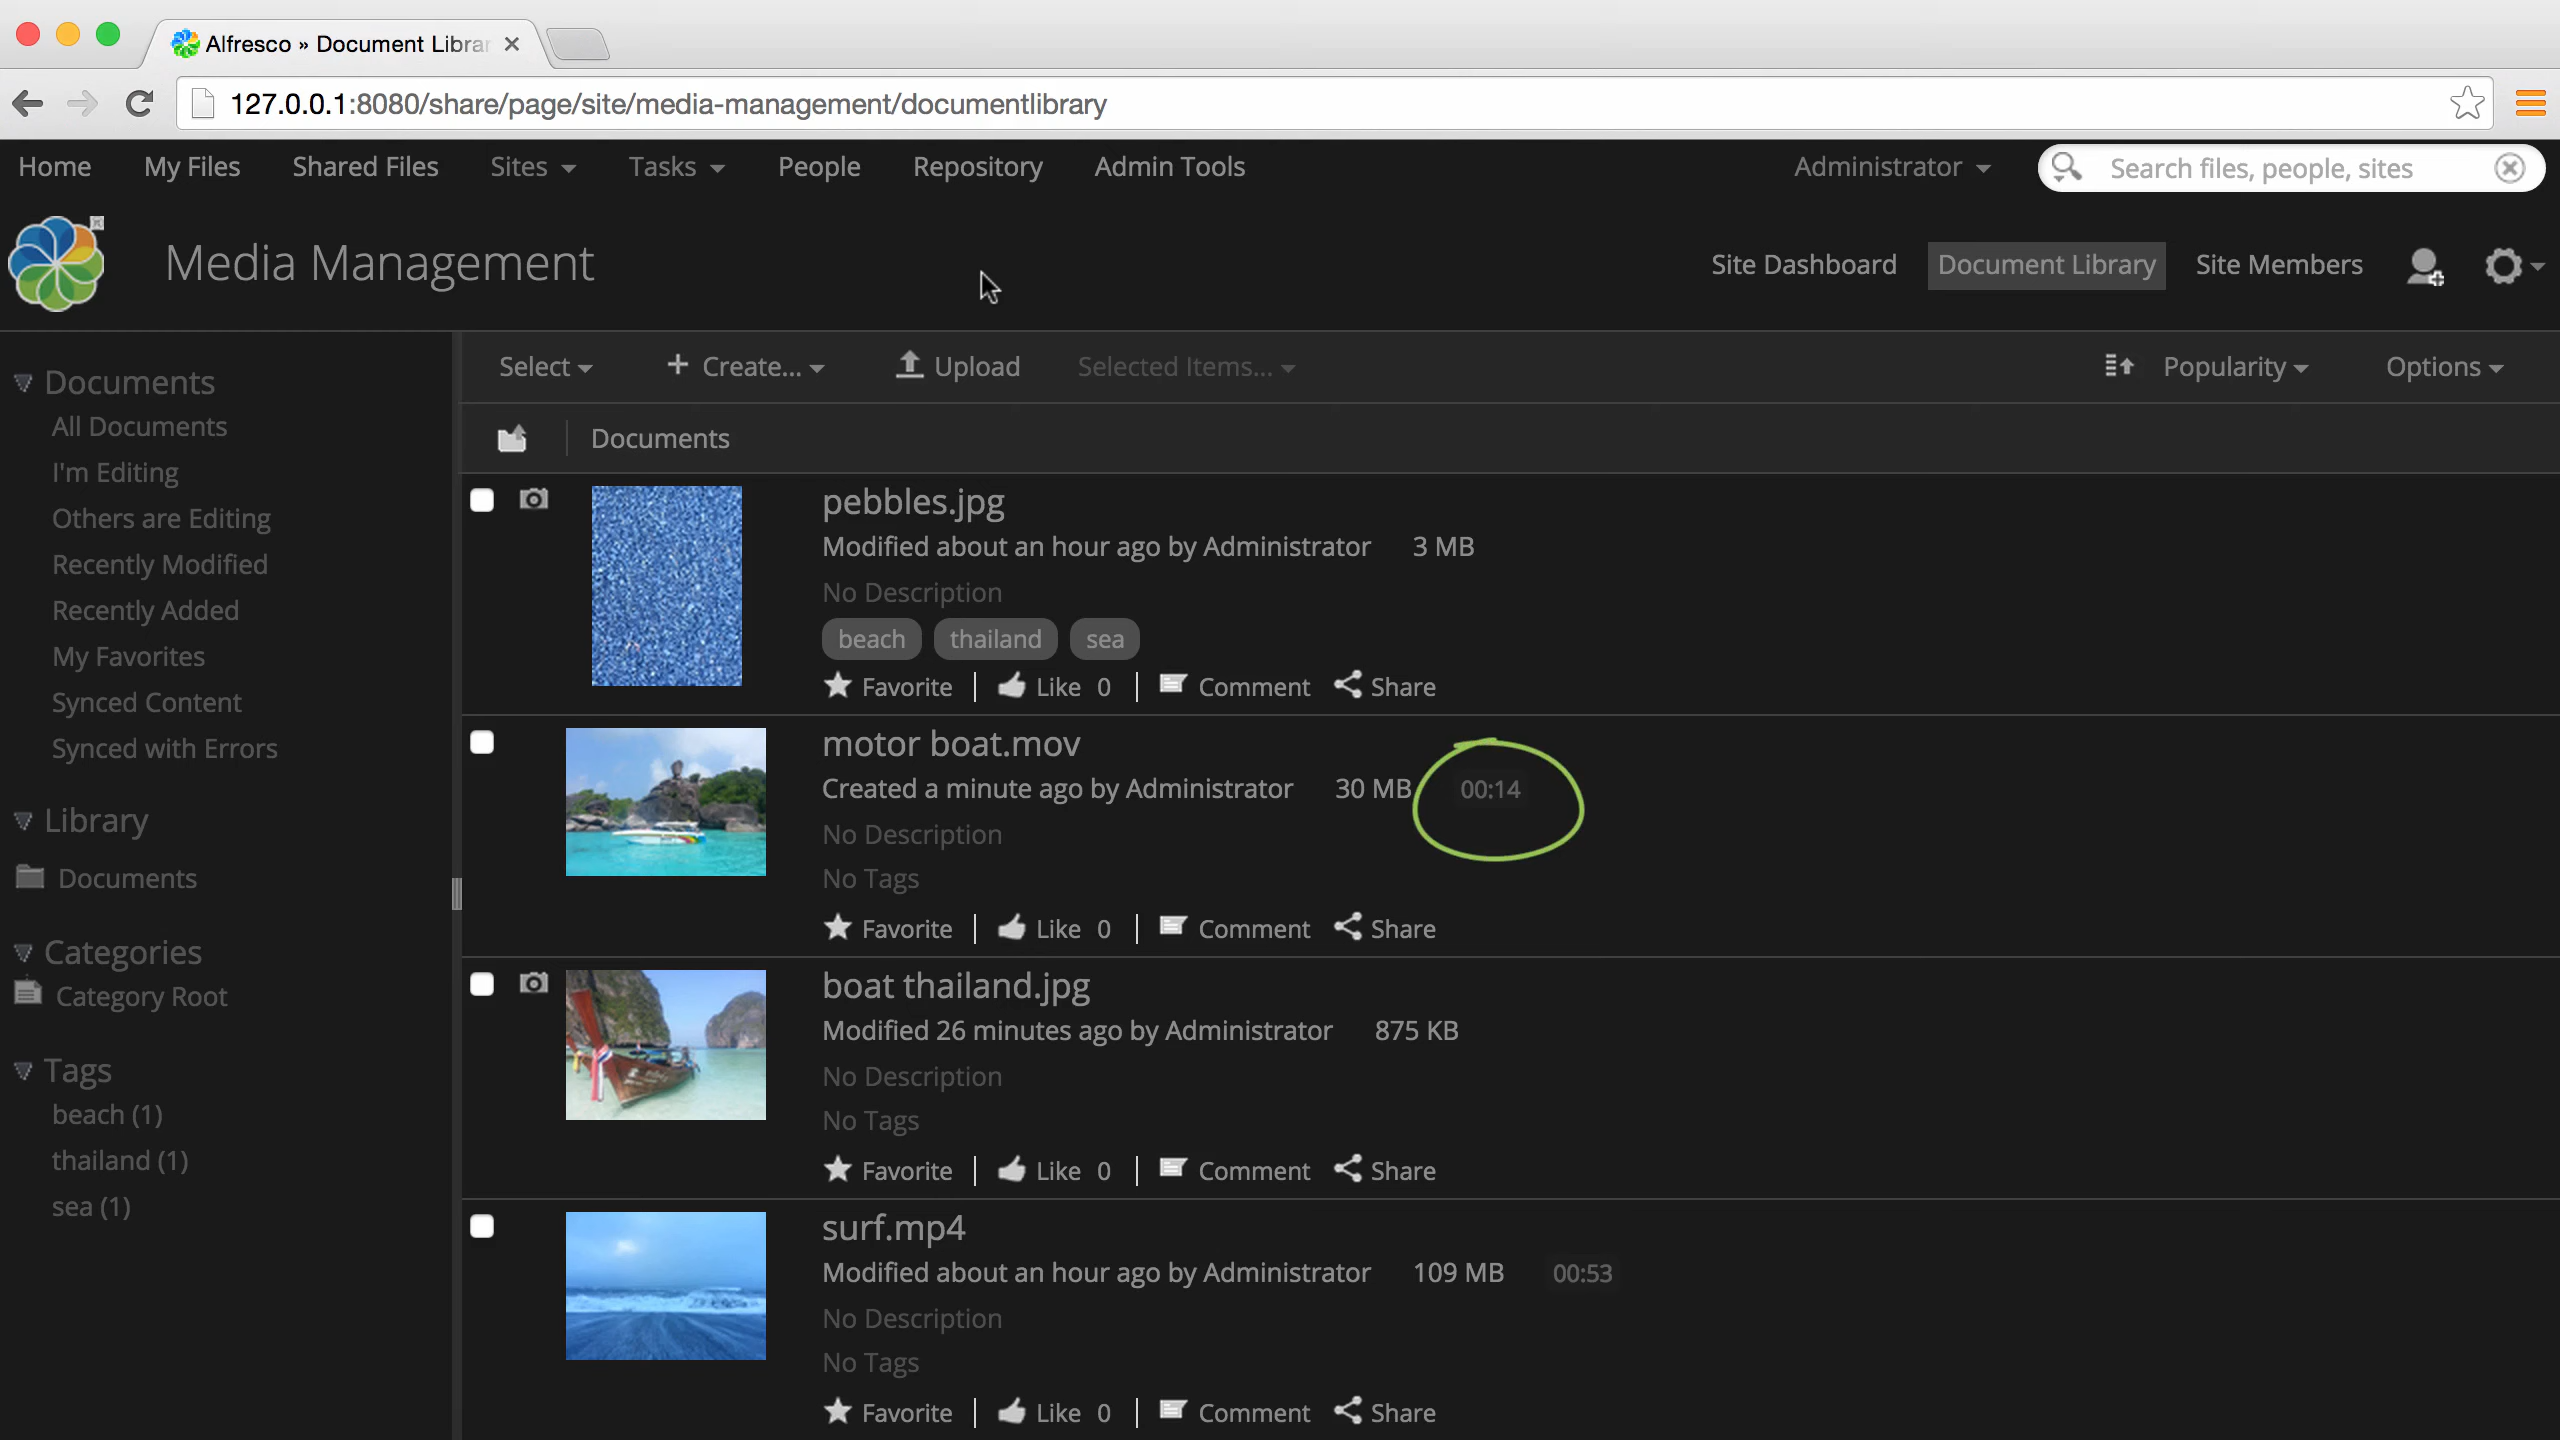 Alfresco » Document Librar
127.0.0.1:8080/share/page/site/media-management/documentlibrary
Home My Files Shared Files Sites Tasks People Repository Admin Tools Administrator Search files, people, sites
Media Management Site Dashboard Document Library Site Members
Select + Create... Upload Selected Items... Popularity Options
Documents
All Documents
I'm Editing
Others are Editing
Recently Modified
Recently Added
My Favorites
Synced Content
Synced with Errors
Library
Documents
Categories
Category Root
Tags
beach (1)
thailand (1)
sea (1)
Documents
pebbles.jpg
Modified about an hour ago by Administrator 3 MB
No Description
beach thailand sea
Favorite Like 0 Comment Share
motor boat.mov
Created a minute ago by Administrator 30 MB 00:14
No Description
No Tags
Favorite Like 0 Comment Share
boat thailand.jpg
Modified 26 minutes ago by Administrator 875 KB
No Description
No Tags
Favorite Like 0 Comment Share
surf.mp4
Modified about an hour ago by Administrator 109 MB 00:53
No Description
No Tags
Favorite Like 0 Comment Share